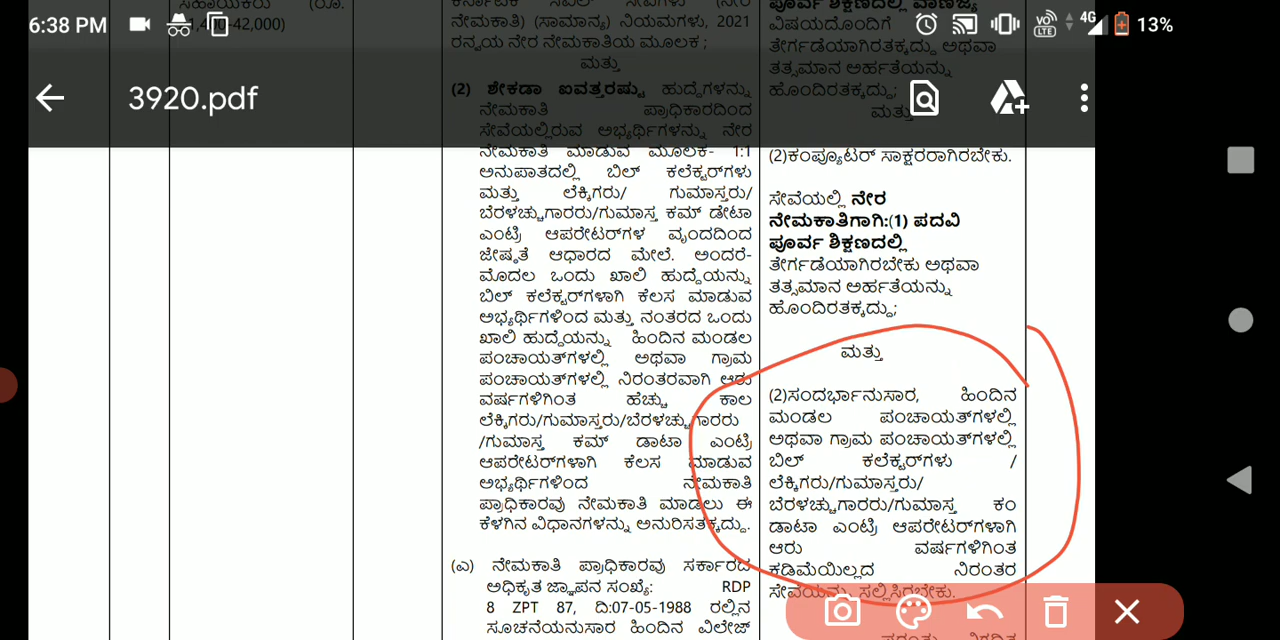 6:38 PM
4G
13%
VO
LTE
3920.pdf
ಸಹಾಯಕರು (ರೂ.
42,000)
ನೇಮಕಾತಿ) (ಸಾಮಾನ್ಯ) ನಿಯಮಗಳು, 2021
ರನ್ವಯ ನೇರ ನೇಮಕಾತಿಯ ಮೂಲಕ ;
ಮತ್ತು
(2) ಶೇಕಡಾ ಐವತ್ತರಷ್ಟು ಹುದ್ದೆಗಳನ್ನು
ನೇಮಕಾತಿ ಪ್ರಾಧಿಕಾರದಿಂದ
ಸೇವೆಯಲ್ಲಿರುವ ಅಭ್ಯರ್ಥಿಗಳನ್ನು ನೇರ
ನೇಮಕಾತಿ ಮಾಡುವ ಮೂಲಕ- 1:1
ಅನುಪಾತದಲ್ಲಿ ಬಿಲ್ ಕಲೆಕ್ಟರ್‌ಗಳು
ಮತ್ತು ಲೆಕ್ಕಿಗರು/ ಗುಮಾಸ್ತರು/
ಬೆರಳಚ್ಚುಗಾರರು/ಗುಮಾಸ್ತ ಕಮ್ ಡೇಟಾ
ಎಂಟ್ರಿ ಆಪರೇಟರ್‌ಗಳ ವೃಂದದಿಂದ
ಜೇಷ್ಠತೆ ಆಧಾರದ ಮೇಲೆ. ಅಂದರೆ-
ಮೊದಲ ಒಂದು ಖಾಲಿ ಹುದ್ದೆಯನ್ನು
ಬಿಲ್ ಕಲೆಕ್ಟರ್‌ಗಳಾಗಿ ಕೆಲಸ ಮಾಡುವ
ಅಭ್ಯರ್ಥಿಗಳಿಂದ ಮತ್ತು ನಂತರದ ಒಂದು
ಖಾಲಿ ಹುದ್ದೆಯನ್ನು ಹಿಂದಿನ ಮಂಡಲ
ಪಂಚಾಯತ್‌ಗಳಲ್ಲಿ ಅಥವಾ ಗ್ರಾಮ
ಪಂಚಾಯತ್‌ಗಳಲ್ಲಿ ನಿರಂತರವಾಗಿ ಆರು
ವರ್ಷಗಳಿಗಿಂತ ಹೆಚ್ಚು ಕಾಲ
ಲೆಕ್ಕಿಗರು/ಗುಮಾಸ್ತರು/ಬೆರಳಚ್ಚುಗಾರರು
/ಗುಮಾಸ್ತ ಕಮ್ ಡಾಟಾ ಎಂಟ್ರಿ
ಆಪರೇಟರ್‌ಗಳಾಗಿ ಕೆಲಸ ಮಾಡುವ
ಅಭ್ಯರ್ಥಿಗಳಿಂದ ನೇಮಕಾತಿ
ಪ್ರಾಧಿಕಾರವು ನೇಮಕಾತಿ ಮಾಡಲು ಈ
ಕೆಳಗಿನ ವಿಧಾನಗಳನ್ನು ಅನುರಿಸತಕ್ಕದ್ದು.
(ಎ) ನೇಮಕಾತಿ ಪ್ರಾಧಿಕಾರವು ಸರ್ಕಾರದ
ಅಧಿಕೃತ ಜ್ಞಾಪನ ಸಂಖ್ಯೆ: RDP
8 ZPT 87, ದಿ:07-05-1988 ರಲ್ಲಿನ
ಸೂಚನೆಯನುಸಾರ ಹಿಂದಿನ ವಿಲೇಜ್
ಪೂರ್ವ ಶಿಕ್ಷಣದಲ್ಲಿ ವಾಣಿಜ್ಯ
ವಿಷಯದೊಂದಿಗೆ
ತೇರ್ಗಡೆಯಾಗಿರತಕ್ಕದ್ದು ಅಥವಾ
ತತ್ಸಮಾನ ಅರ್ಹತೆಯನ್ನು
ಹೊಂದಿರತಕ್ಕದ್ದು;
ಮತ್ತು
(2)ಕಂಪ್ಯೂಟರ್ ಸಾಕ್ಷರರಾಗಿರಬೇಕು.
ಸೇವೆಯಲ್ಲಿ ನೇರ
ನೇಮಕಾತಿಗಾಗಿ:(1) ಪದವಿ
ಪೂರ್ವ ಶಿಕ್ಷಣದಲ್ಲಿ
ತೇರ್ಗಡೆಯಾಗಿರಬೇಕು ಅಥವಾ
ತತ್ಸಮಾನ ಅರ್ಹತೆಯನ್ನು
ಹೊಂದಿರತಕ್ಕದ್ದು;
ಮತ್ತು
(2)ಸಂದರ್ಭಾನುಸಾರ, ಹಿಂದಿನ
ಮಂಡಲ ಪಂಚಾಯತ್‌ಗಳಲ್ಲಿ
ಅಥವಾ ಗ್ರಾಮ ಪಂಚಾಯತ್‌ಗಳಲ್ಲಿ
ಬಿಲ್ ಕಲೆಕ್ಟರ್‌ಗಳು /
ಲೆಕ್ಕಿಗರು/ಗುಮಾಸ್ತರು/
ಬೆರಳಚ್ಚುಗಾರರು/ಗುಮಾಸ್ತ ಕಂ
ಡಾಟಾ ಎಂಟ್ರಿ ಆಪರೇಟರ್‌ಗಳಾಗಿ
ಆರು ವರ್ಷಗಳಿಗಿಂತ
ಕಡಿಮೆಯಿಲ್ಲದ ನಿರಂತರ
ಸೇವೆಯನ್ನು ಸಲ್ಲಿಸಿರಬೇಕು.